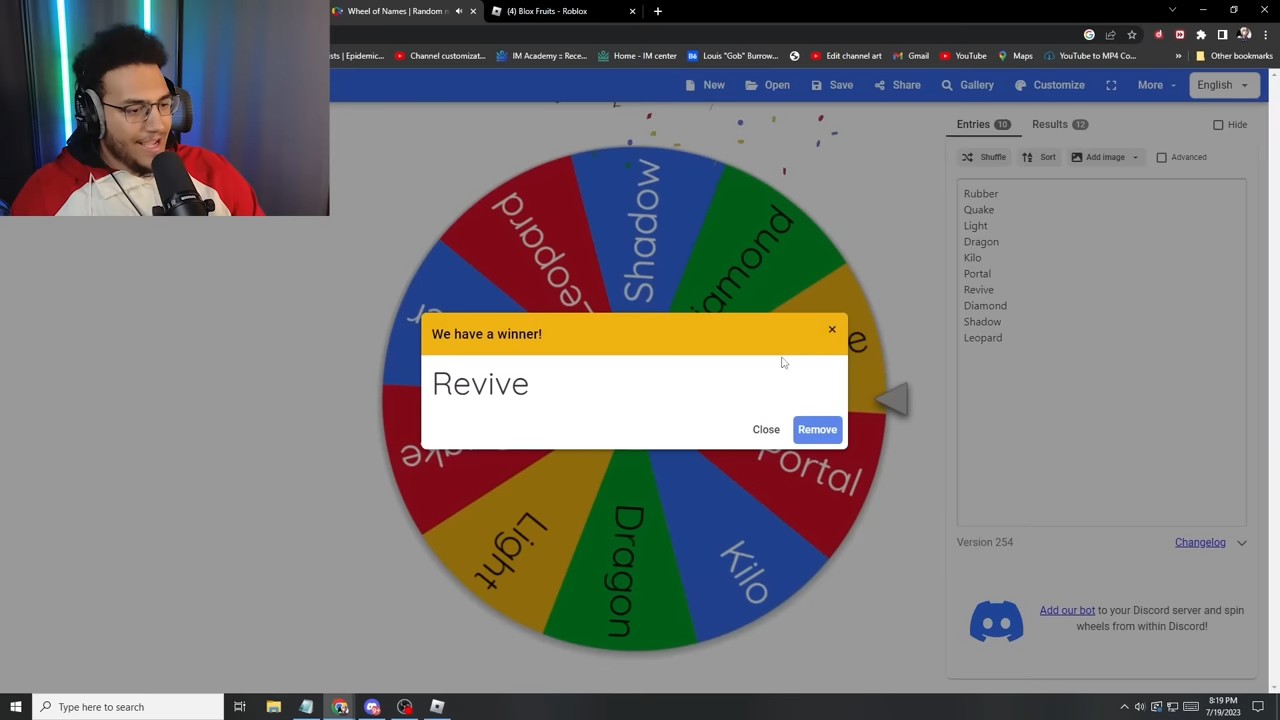 Wheel of Names | Random n
(4) Blox Fruits - Roblox
sts | Epidemic...
Channel customizat...
IM Academy :: Rece...
Home - IM center
Louis "Gob" Burrow...
Edit channel art
Gmail
YouTube
Maps
YouTube to MP4 Co...
Other bookmarks
New
Open
Save
Share
Gallery
Customize
More
English
Entries 10
Results 12
Hide
Shuffle
Sort
Add image
Advanced
Rubber
Quake
Light
Dragon
Kilo
Portal
Revive
Diamond
Shadow
Leopard
Shadow
iamond
Leopard
e
er
We have a winner!
Revive
Close
Remove
Portal
ake
Light
Dragon
Kilo
Version 254
Changelog
Add our bot to your Discord server and spin
wheels from within Discord!
Type here to search
8:19 PM
7/19/2023